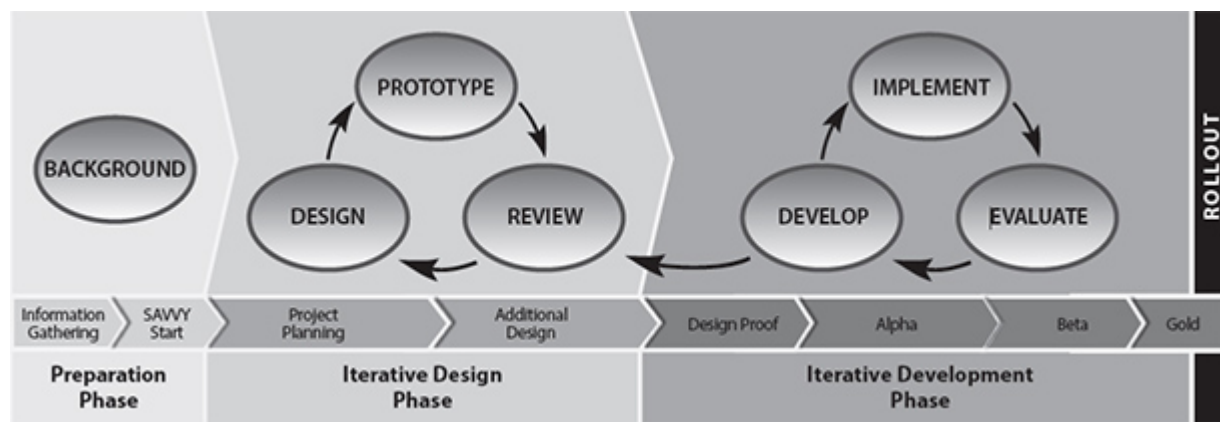 PROTOTYPE
IMPLEMENT
BACKGROUND
DESIGN
REVIEW
DEVELOP
EVALUATE
ROLLOUT
Information
Gathering
SAVVY
Start
Project
Planning
Additional
Design
Design Proof
Alpha
Beta
Gold
Preparation
Phase
Iterative Design
Phase
Iterative Development
Phase